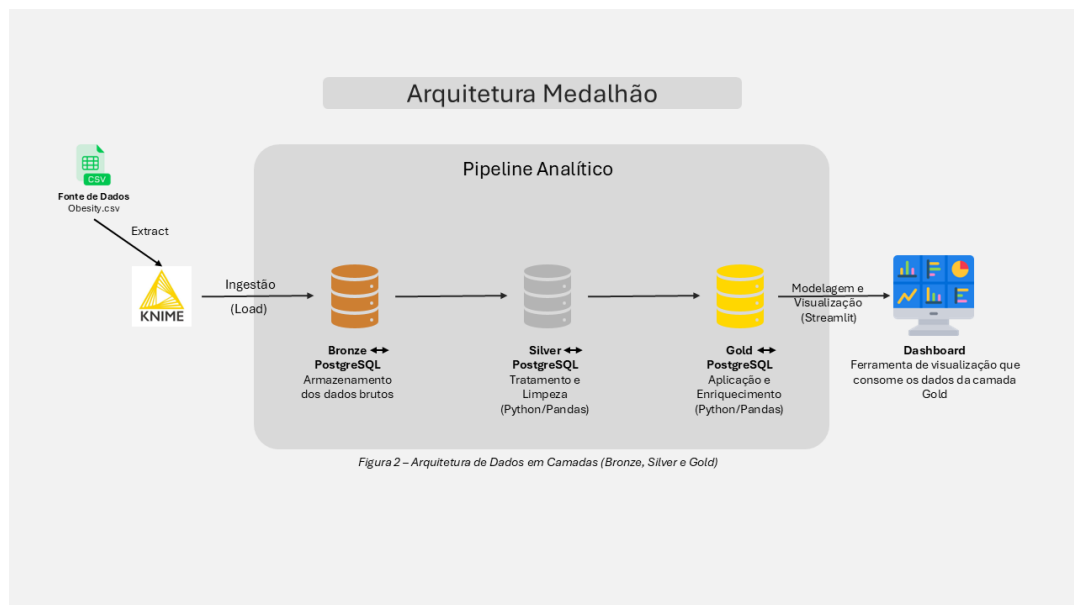 Arquitetura Medalhão
Pipeline Analítico
CSV
Fonte de Dados
Obesity.csv
Extract
KNIME
Ingestão
(Load)
Bronze
PostgreSQL
Armazenamento
dos dados brutos
Silver
PostgreSQL
Tratamento e
Limpeza
(Python/Pandas)
Gold
PostgreSQL
Aplicação e
Enriquecimento
(Python/Pandas)
Modelagem e
Visualização
(Streamlit)
Dashboard
Ferramenta de visualização que
consome os dados da camada
Gold
Figura 2 – Arquitetura de Dados em Camadas (Bronze, Silver e Gold)